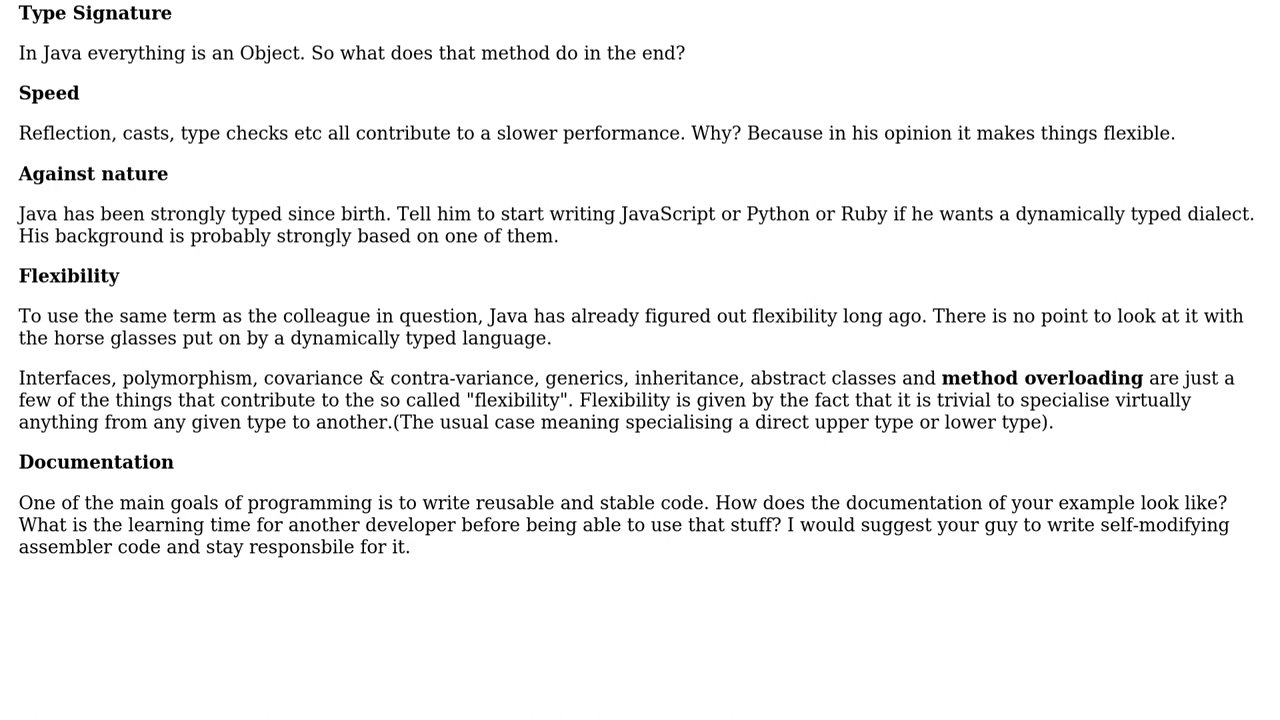 Type Signature
In Java everything is an Object. So what does that method do in the end?
Speed
Reflection, casts, type checks etc all contribute to a slower performance. Why? Because in his opinion it makes things flexible.
Against nature
Java has been strongly typed since birth. Tell him to start writing JavaScript or Python or Ruby if he wants a dynamically typed dialect.
His background is probably strongly based on one of them.
Flexibility
To use the same term as the colleague in question, Java has already figured out flexibility long ago. There is no point to look at it with
the horse glasses put on by a dynamically typed language.
Interfaces, polymorphism, covariance & contra-variance, generics, inheritance, abstract classes and method overloading are just a
few of the things that contribute to the so called "flexibility". Flexibility is given by the fact that it is trivial to specialise virtually
anything from any given type to another.(The usual case meaning specialising a direct upper type or lower type).
Documentation
One of the main goals of programming is to write reusable and stable code. How does the documentation of your example look like?
What is the learning time for another developer before being able to use that stuff? I would suggest your guy to write self-modifying
assembler code and stay responsbile for it.